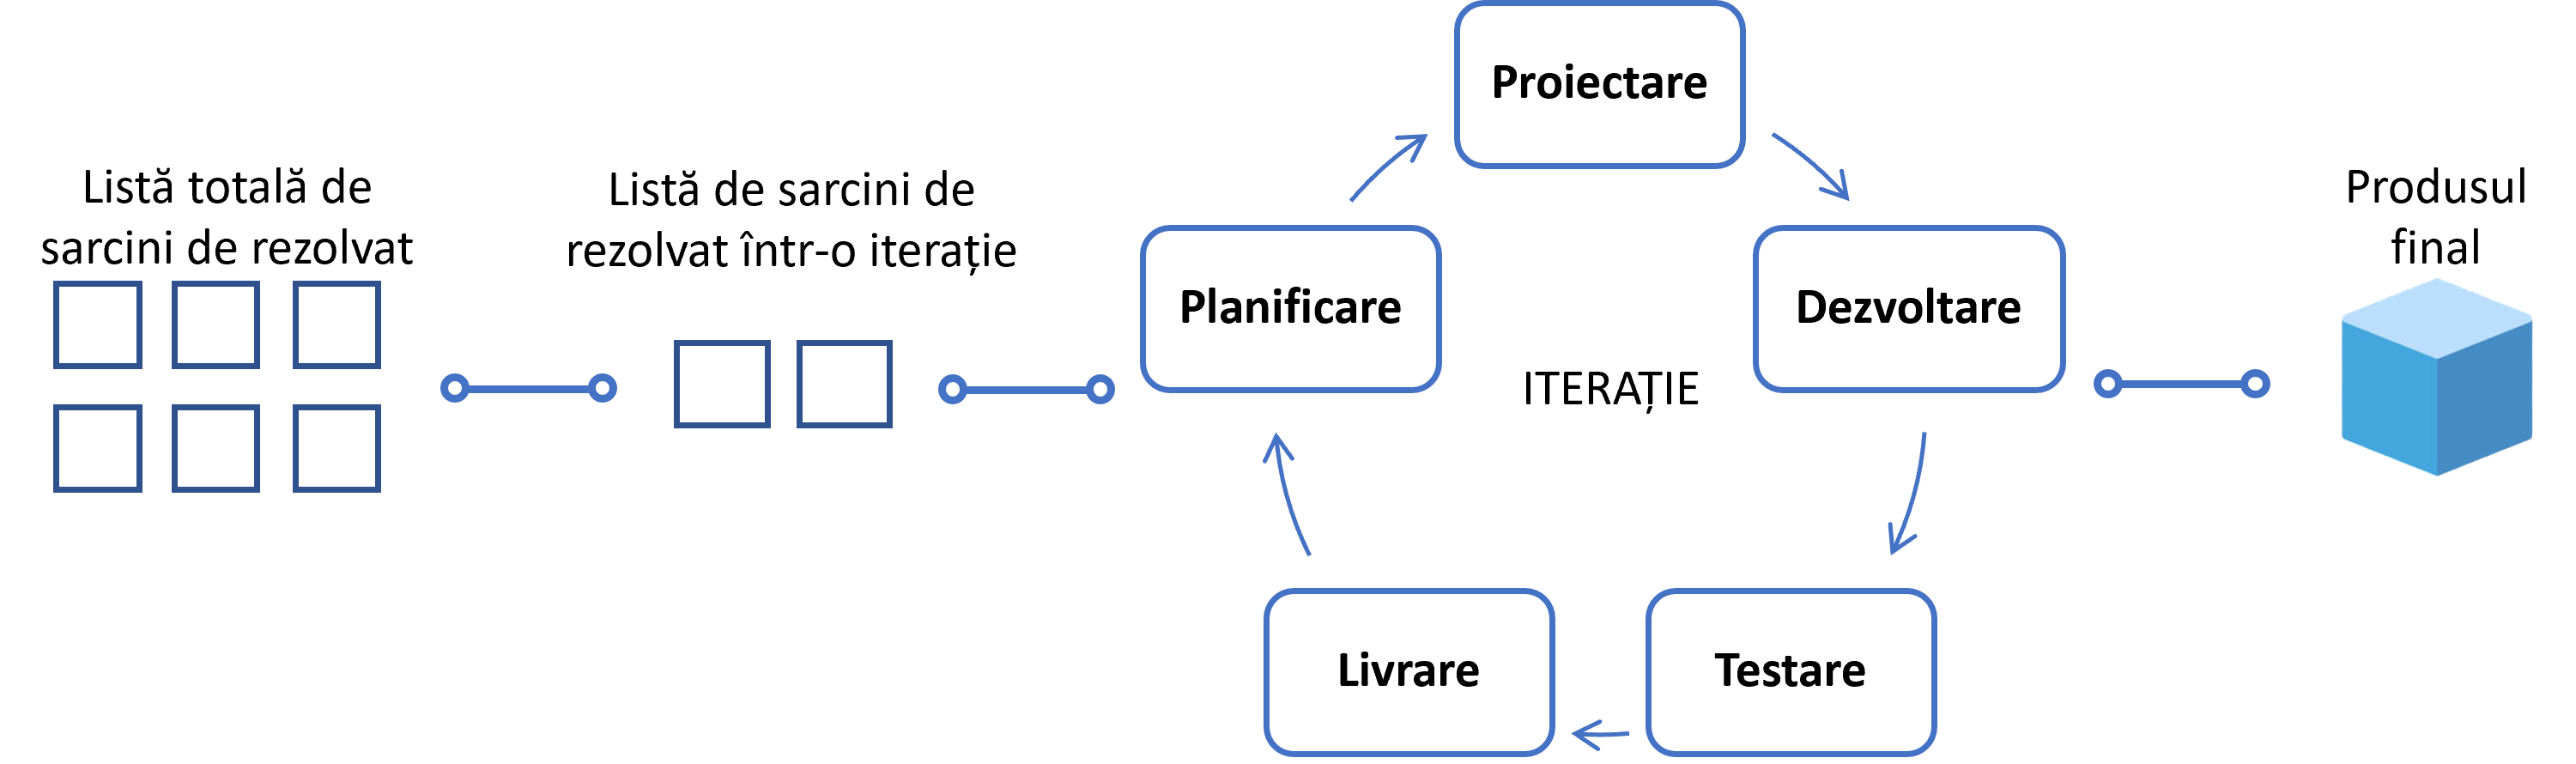 Listă totală de
sarcini de rezolvat
Listă de sarcini de
rezolvat într-o iterație
Proiectare
Planificare
Dezvoltare
ITERAȚIE
Livrare
Testare
Produsul
final